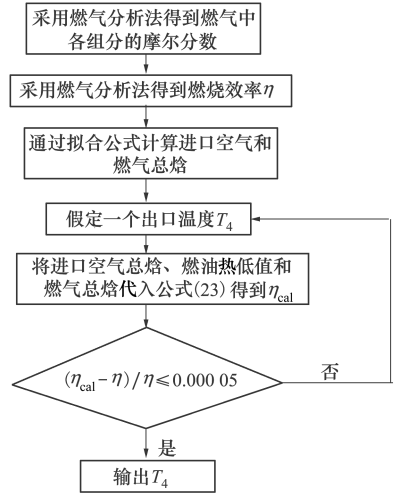 采用燃气分析法得到燃气中
各组分的摩尔分数
采用燃气分析法得到燃烧效率η
通过拟合公式计算进口空气和
燃气总焓
假定一个出口温度T₄
将进口空气总焓、燃油热低值和
燃气总焓代入公式(23)得到η_cal
(η_cal-η)/η≤0.000 05
否
是
输出T₄